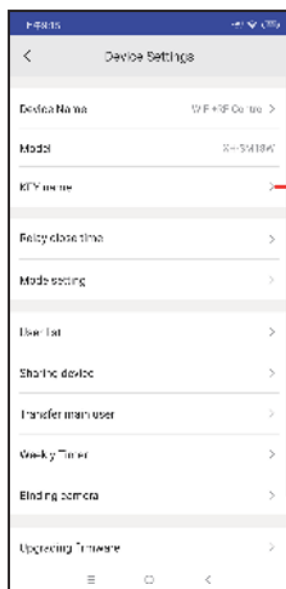 Device Settings
Device Name WIFI+RF Contro
Model
KEY name
Relay close time
Mode setting
User list
Sharing device
Transfer main user
Weekly Timer
Binding camera
Upgrading firmware